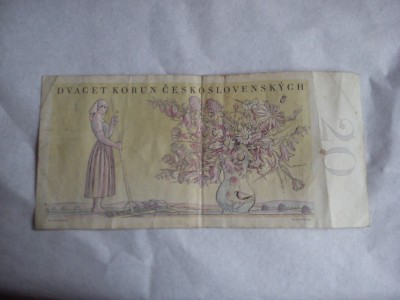 DVACET KORUN ČESKOSLOVENSKÝCH
20